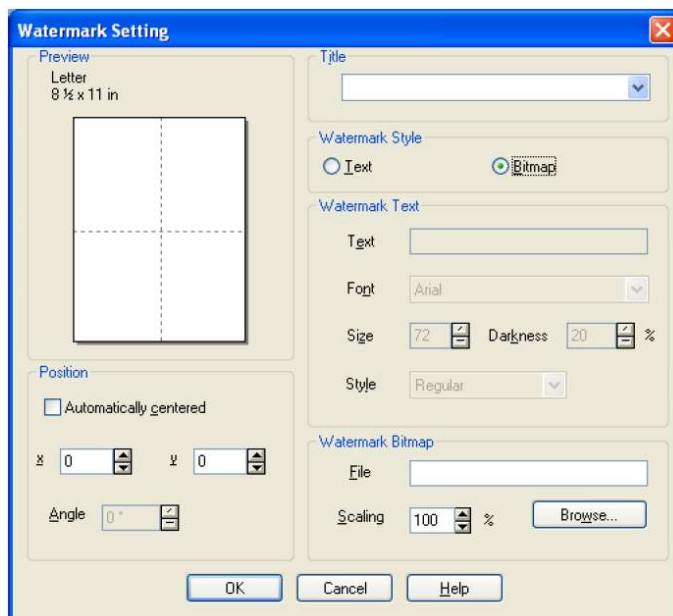 Watermark Setting
Preview
Letter
8 ½ x 11 in
Title
Watermark Style
Text
Bitmap
Watermark Text
Text
Font
Arial
Size
72
Darkness
20
%
Style
Regular
Position
Automatically centered
x
0
y
0
Angle
0 °
Watermark Bitmap
File
Scaling
100
%
Browse...
OK
Cancel
Help